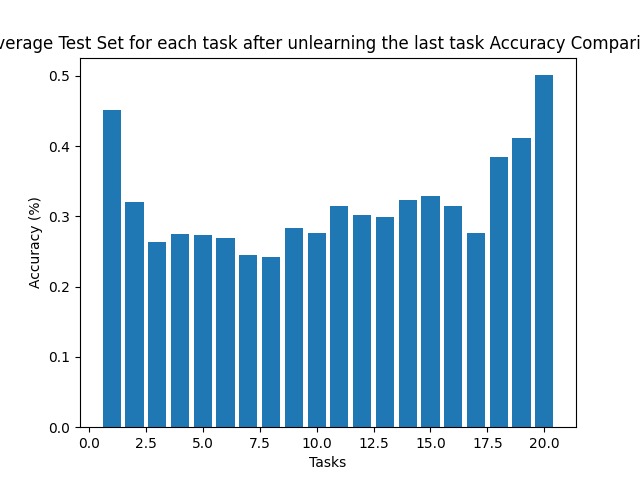 verage Test Set for each task after unlearning the last task Accuracy Compari
0.5
0.4
0.3
0.2
0.1
0.0
Accuracy (%)
0.0 2.5 5.0 7.5 10.0 12.5 15.0 17.5 20.0
Tasks